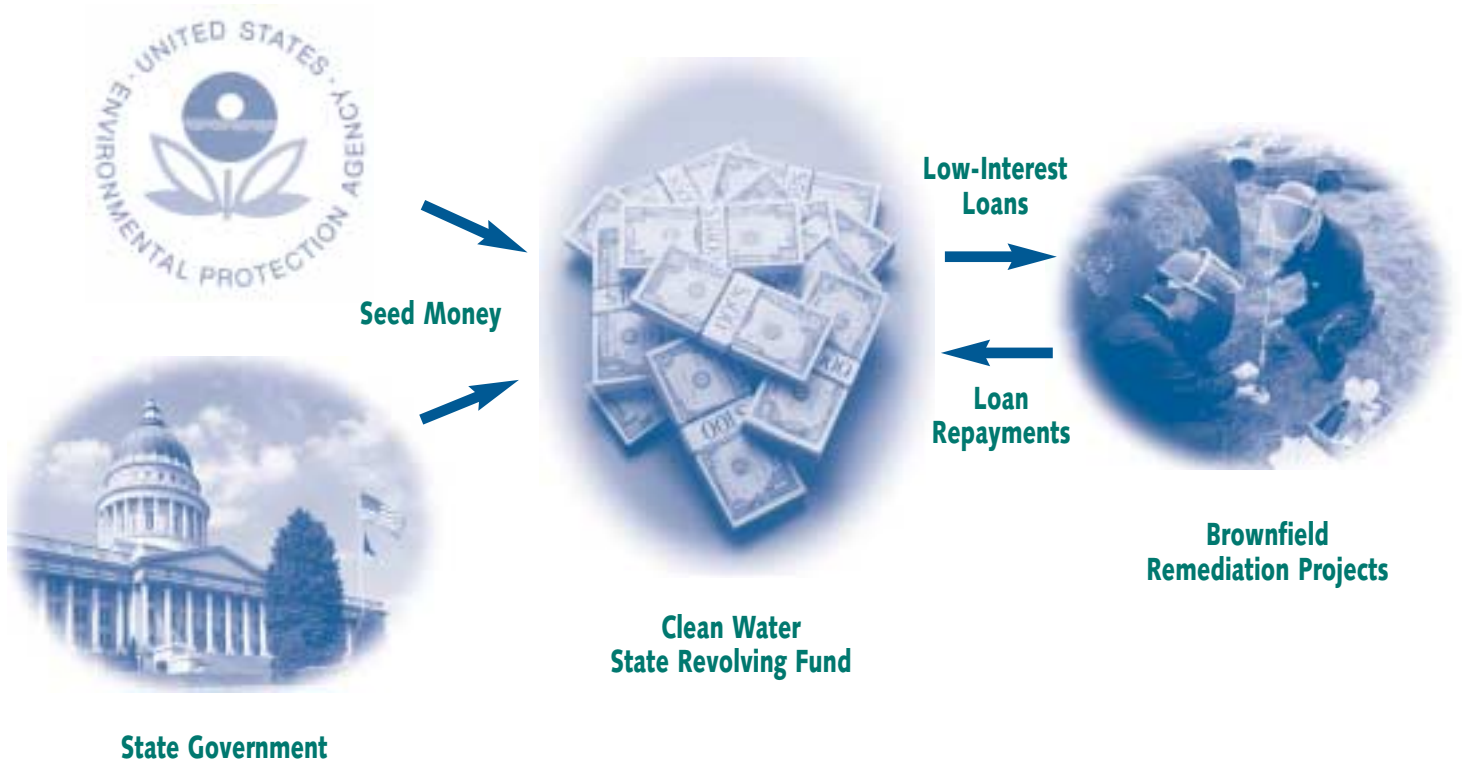 UNITED STATES · ENVIRONMENTAL PROTECTION AGENCY ·
Seed Money
State Government
Clean Water
State Revolving Fund
Low-Interest
Loans
Loan
Repayments
Brownfield
Remediation Projects